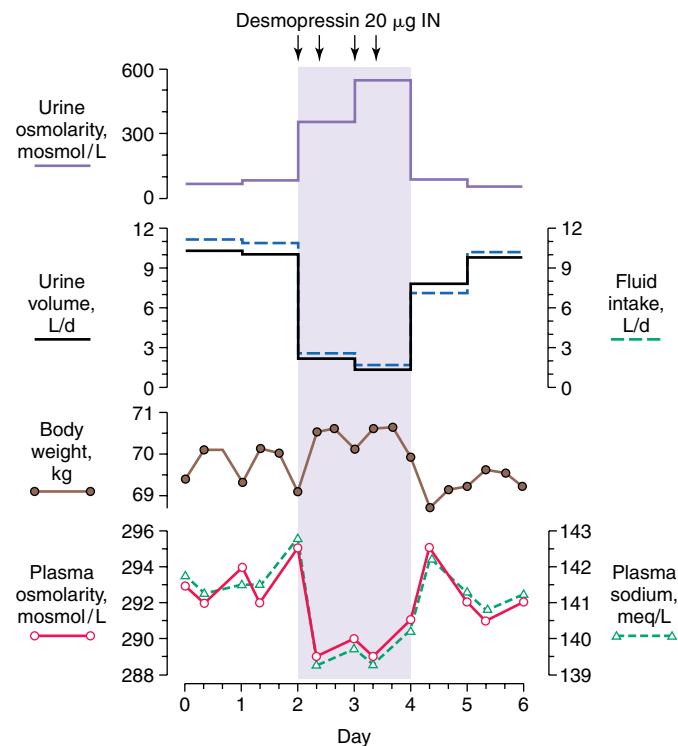 Desmopressin 20 μg IN
600
400
200
0
Urine
osmolarity,
mosmol/L
12
9
6
3
0
Urine
volume,
L/d
12
9
6
3
0
Fluid
intake,
L/d
71
70
69
Body
weight,
kg
296
294
292
290
288
Plasma
osmolarity,
mosmol/L
143
142
141
140
139
Plasma
sodium,
meq/L
0 1 2 3 4 5 6
Day